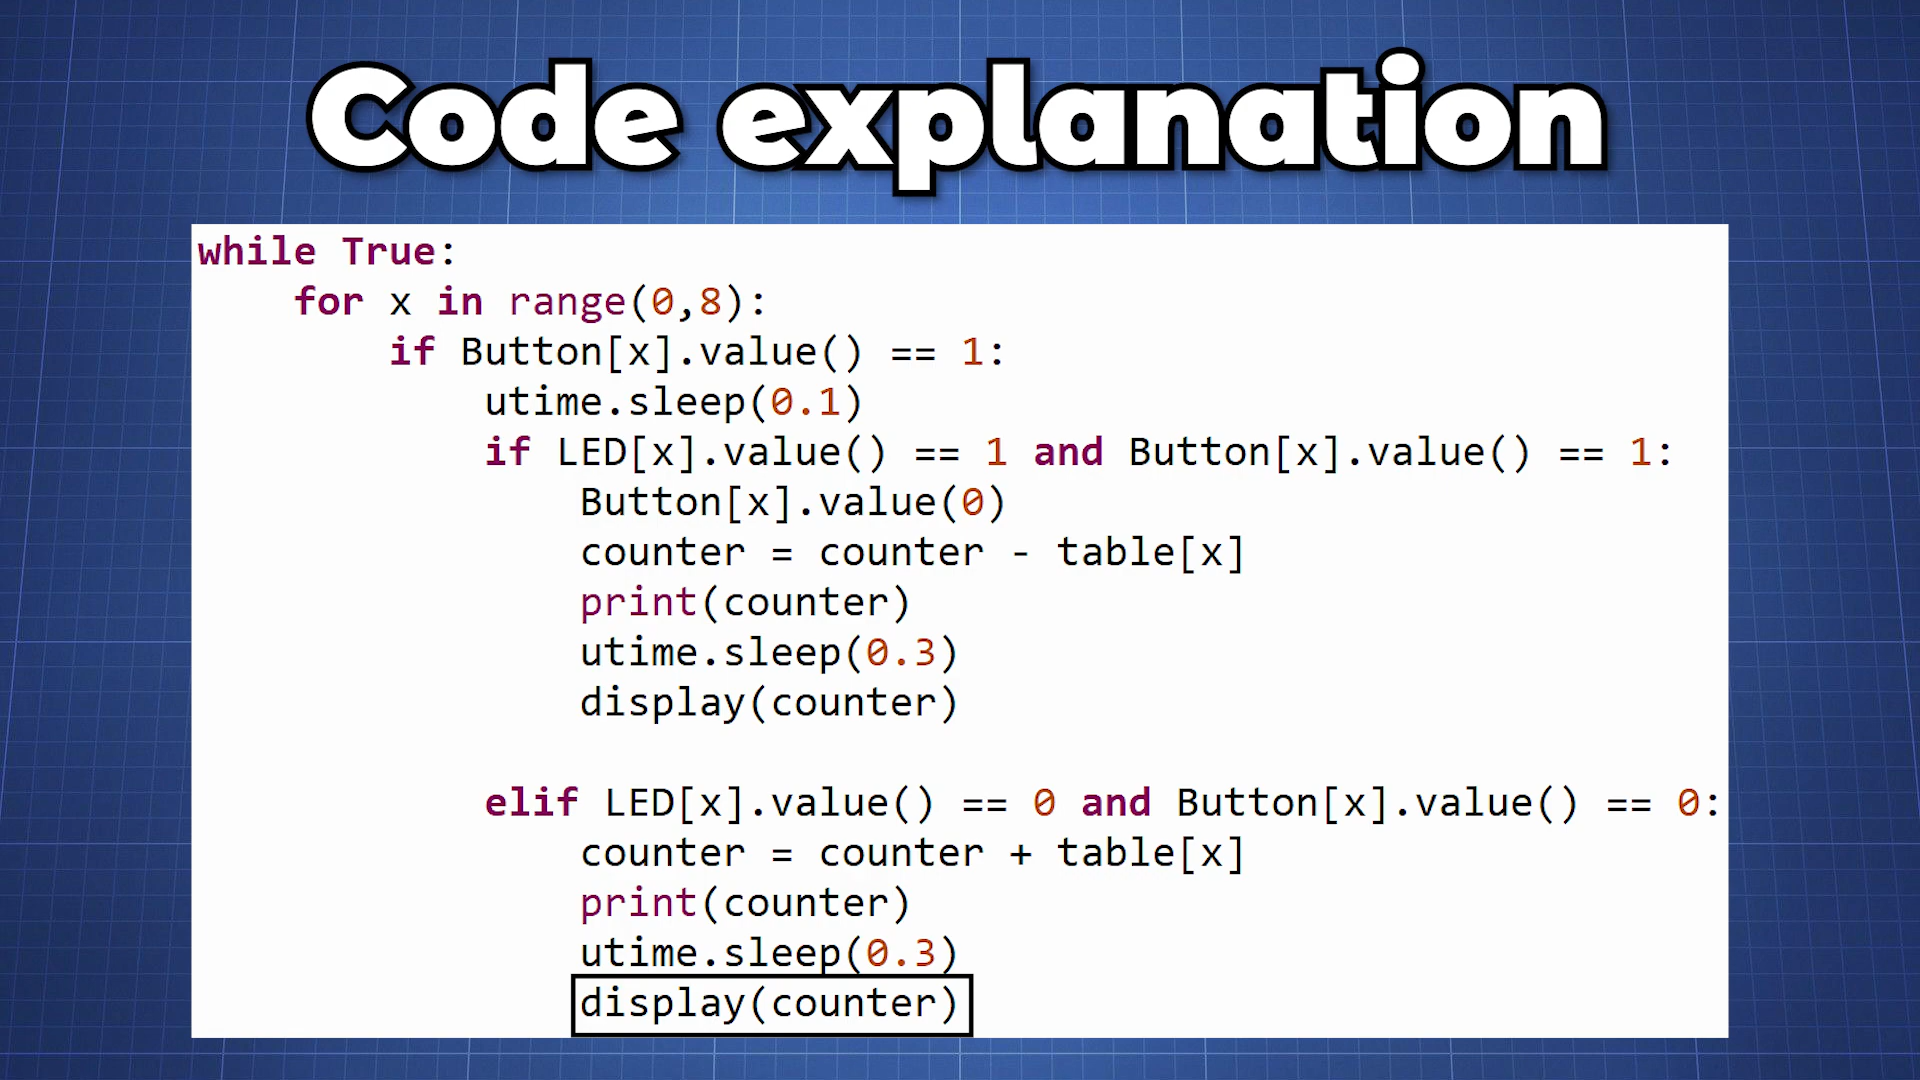 Code explanation
while True:
    for x in range(0,8):
        if Button[x].value() == 1:
            utime.sleep(0.1)
            if LED[x].value() == 1 and Button[x].value() == 1:
                Button[x].value(0)
                counter = counter - table[x]
                print(counter)
                utime.sleep(0.3)
                display(counter)
            elif LED[x].value() == 0 and Button[x].value() == 0:
                counter = counter + table[x]
                print(counter)
                utime.sleep(0.3)
                display(counter)